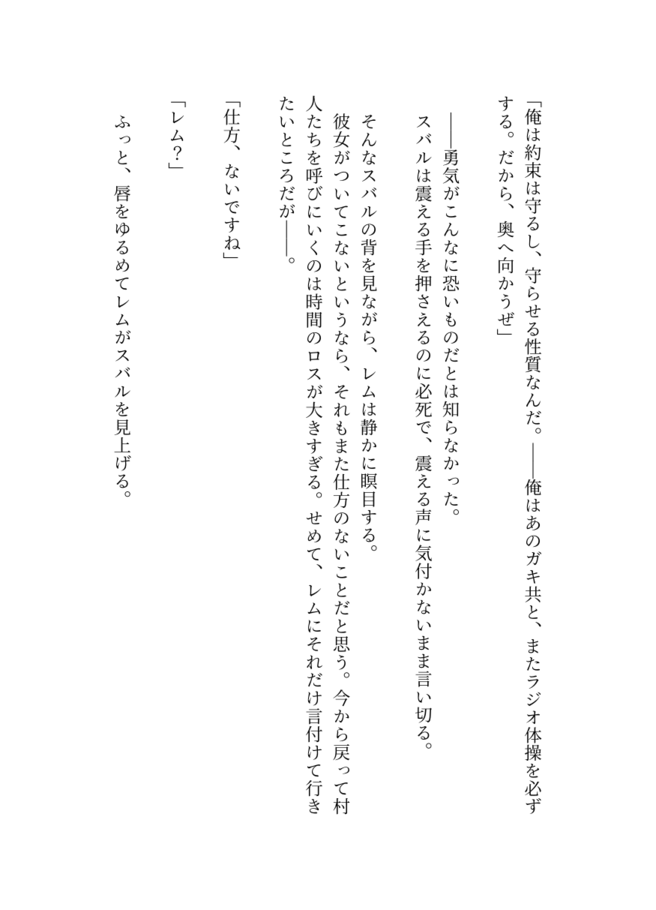 「俺は約束は守るし、守らせる性質なんだ。――俺はあのガキ共と、またラジオ体操を必ず
する。だから、奥へ向かうぜ」
――勇気がこんなに恐いものだとは知らなかった。
スバルは震える手を押さえるのに必死で、震える声に気付かないまま言い切る。
そんなスバルの背を見ながら、レムは静かに瞑目する。
彼女がついてこないというなら、それもまた仕方のないことだと思う。今から戻って村
人たちを呼びにいくのは時間のロスが大きすぎる。せめて、レムにそれだけ言付けて行き
たいところだが――。
「仕方、ないですね」
「レム？」
ふっと、唇をゆるめてレムがスバルを見上げる。